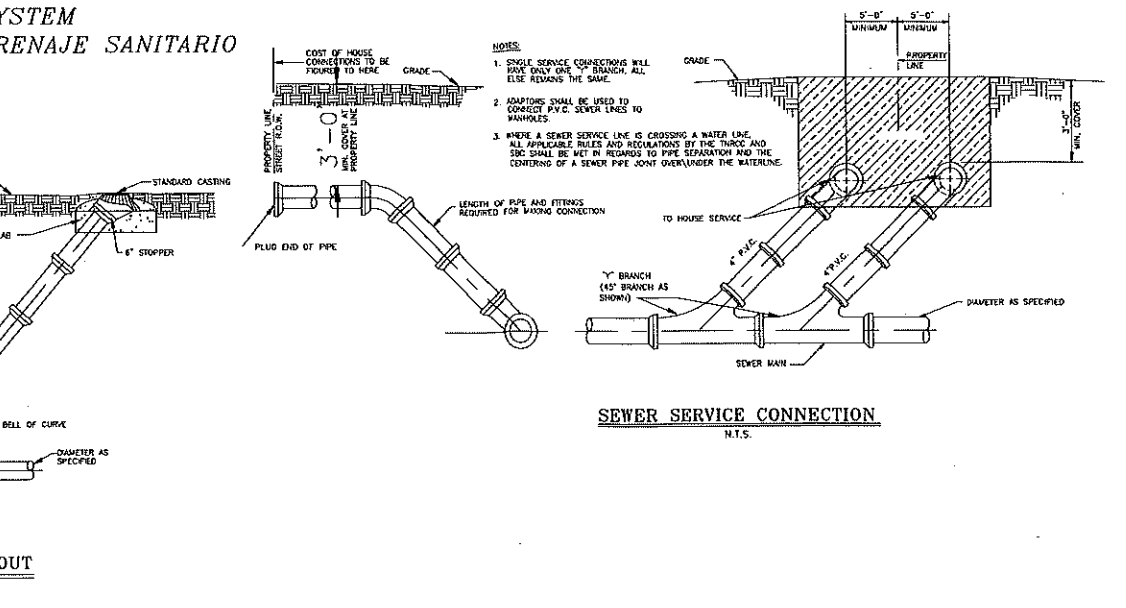 YSTEM
RENAJE SANITARIO
COST OF HOUSE
CONNECTIONS TO BE
FIGURED TO HERE
GRADE
PROPERTY LINE
STREET R.O.W.
3'-0"
MIN. COVER AT
PROPERTY LINE
LENGTH OF PIPE AND FITTINGS
REQUIRED FOR MAKING CONNECTION
PLUG END OF PIPE
STANDARD CASTING
6" STOPPER
BELL OF CURVE
DIAMETER AS
SPECIFIED
OUT
NOTES:
1. SINGLE SERVICE CONNECTIONS WILL
HAVE ONLY ONE "Y" BRANCH, ALL
ELSE REMAINS THE SAME.
2. ADAPTORS SHALL BE USED TO
CONNECT P.V.C. SEWER LINES TO
MANHOLES.
3. WHERE A SEWER SERVICE LINE IS CROSSING A WATER LINE,
ALL APPLICABLE RULES AND REGULATIONS BY THE TNRCC AND
SBC SHALL BE MET IN REGARDS TO PIPE SEPARATION AND THE
CENTERING OF A SEWER PIPE JOINT OVER\UNDER THE WATERLINE.
5'-0" 5'-0"
MINIMUM MINIMUM
PROPERTY
LINE
GRADE
3'-0"
MIN. COVER
TO HOUSE SERVICE
4" P.V.C.
4" P.V.C.
"Y" BRANCH
(45° BRANCH AS
SHOWN)
DIAMETER AS SPECIFIED
SEWER MAIN
SEWER SERVICE CONNECTION
N.T.S.